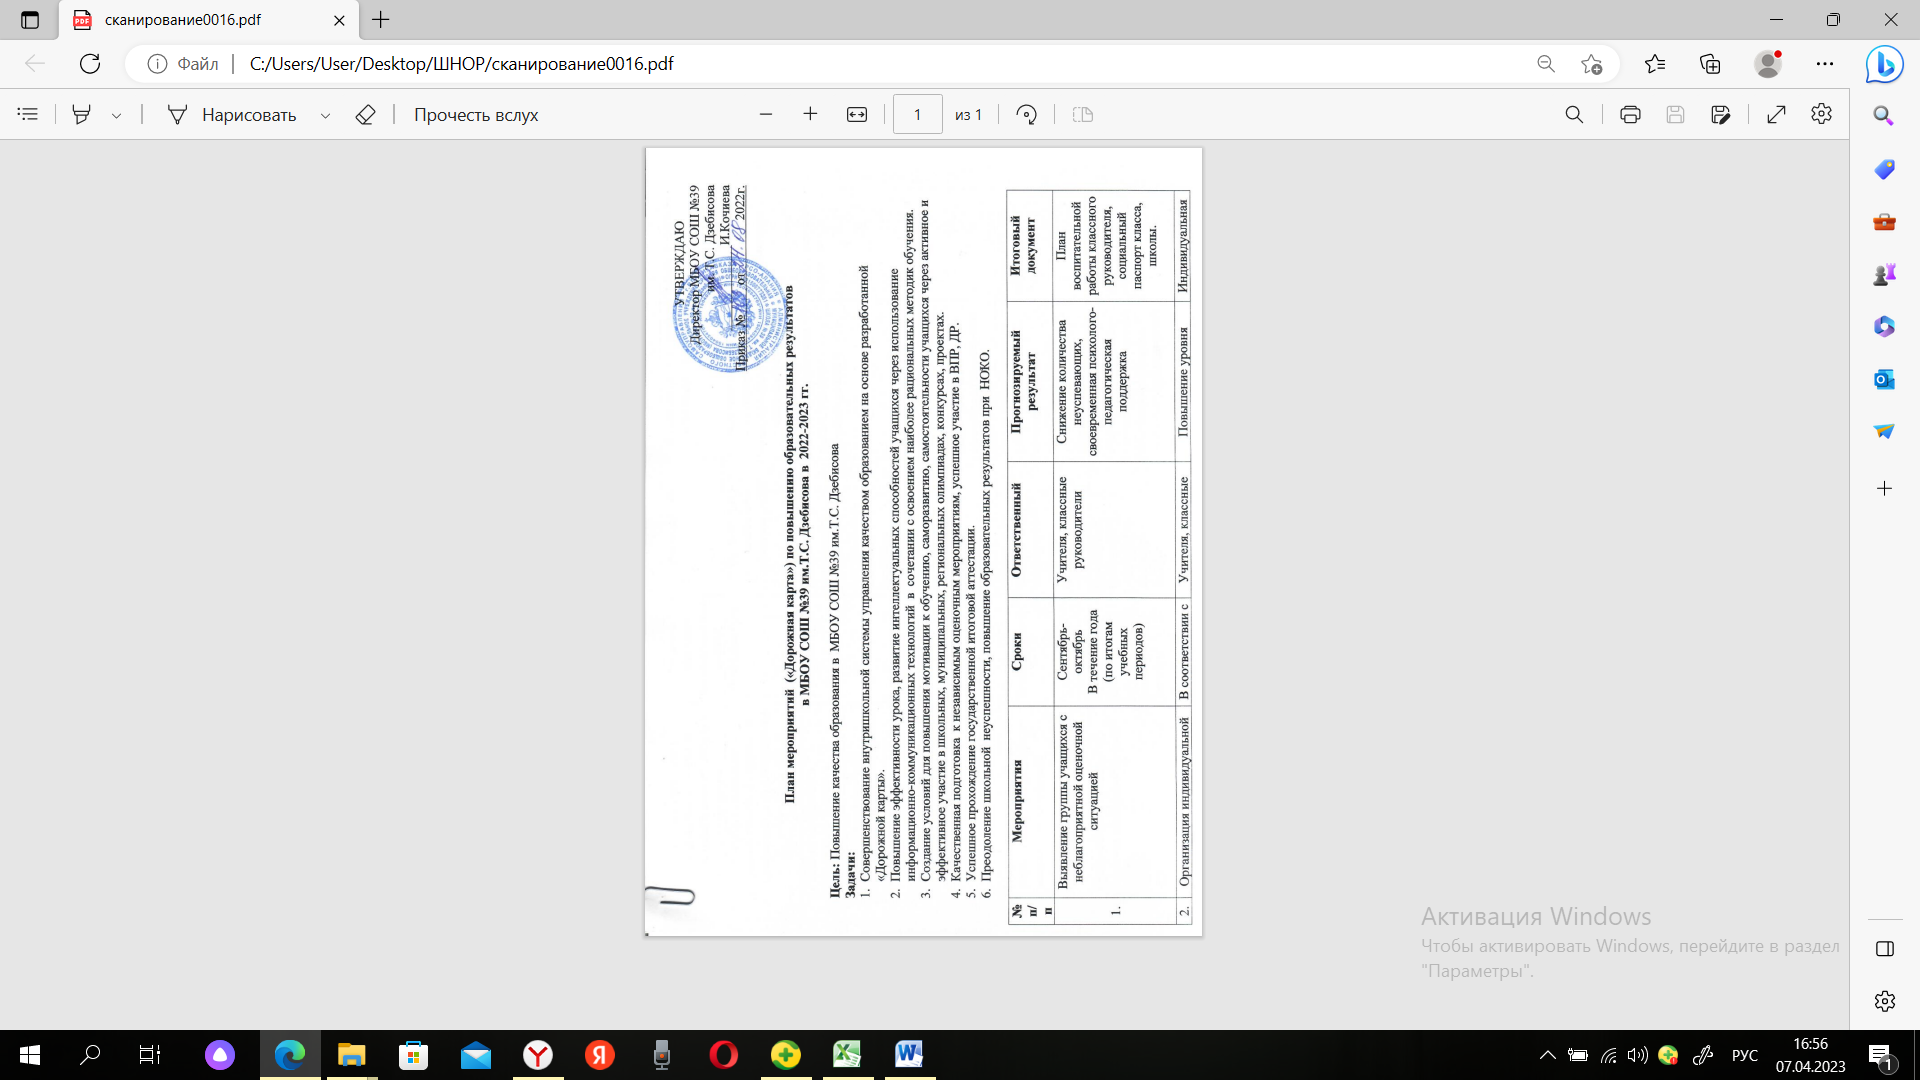 сканирование0016.pdf
Файл
C:/Users/User/Desktop/ШНОР/сканирование0016.pdf
Нарисовать
Прочесть вслух
1
из 1
УТВЕРЖДАЮ
Директор МБОУ СОШ №39
им.Т.С. Дзебисова
И.Кочиева
Приказ №
2022г.
План мероприятий («Дорожная карта») по повышению образовательных результатов
в МБОУ СОШ №39 им.Т.С. Дзебисова в 2022-2023 гг.
Цель: Повышение качества образования в МБОУ СОШ №39 им.Т.С. Дзебисова
Задачи:
1. Совершенствование внутришкольной системы управления качеством образованием на основе разработанной
«Дорожной карты».
2. Повышение эффективности урока, развитие интеллектуальных способностей учащихся через использование
информационно-коммуникационных технологий в сочетании с освоением наиболее рациональных методик обучения.
3. Создание условий для повышения мотивации к обучению, саморазвитию, самостоятельности учащихся через активное и
эффективное участие в школьных, муниципальных, региональных олимпиадах, конкурсах, проектах.
4. Качественная подготовка к независимым оценочным мероприятиям, успешное участие в ВПР, ДР.
5. Успешное прохождение государственной итоговой аттестации.
6. Преодоление школьной неуспешности, повышение образовательных результатов при НОКО.
№
п/
п
Мероприятия
Сроки
Ответственный
Прогнозируемый
результат
Итоговый
документ
1.
Выявление группы учащихся с
неблагоприятной оценочной
ситуацией
Сентябрь-
октябрь
В течение года
(по итогам
учебных
периодов)
Учителя, классные
руководители
Снижение количества
неуспевающих,
своевременная психолого-
педагогическая
поддержка
План
воспитательной
работы классного
руководителя,
социальный
паспорт класса,
школы.
2.
Организация индивидуальной
В соответствии с
Учителя, классные
Повышение уровня
Индивидуальная
Активация Windows
Чтобы активировать Windows, перейдите в раздел
"Параметры".
РУС
16:56
07.04.2023
1